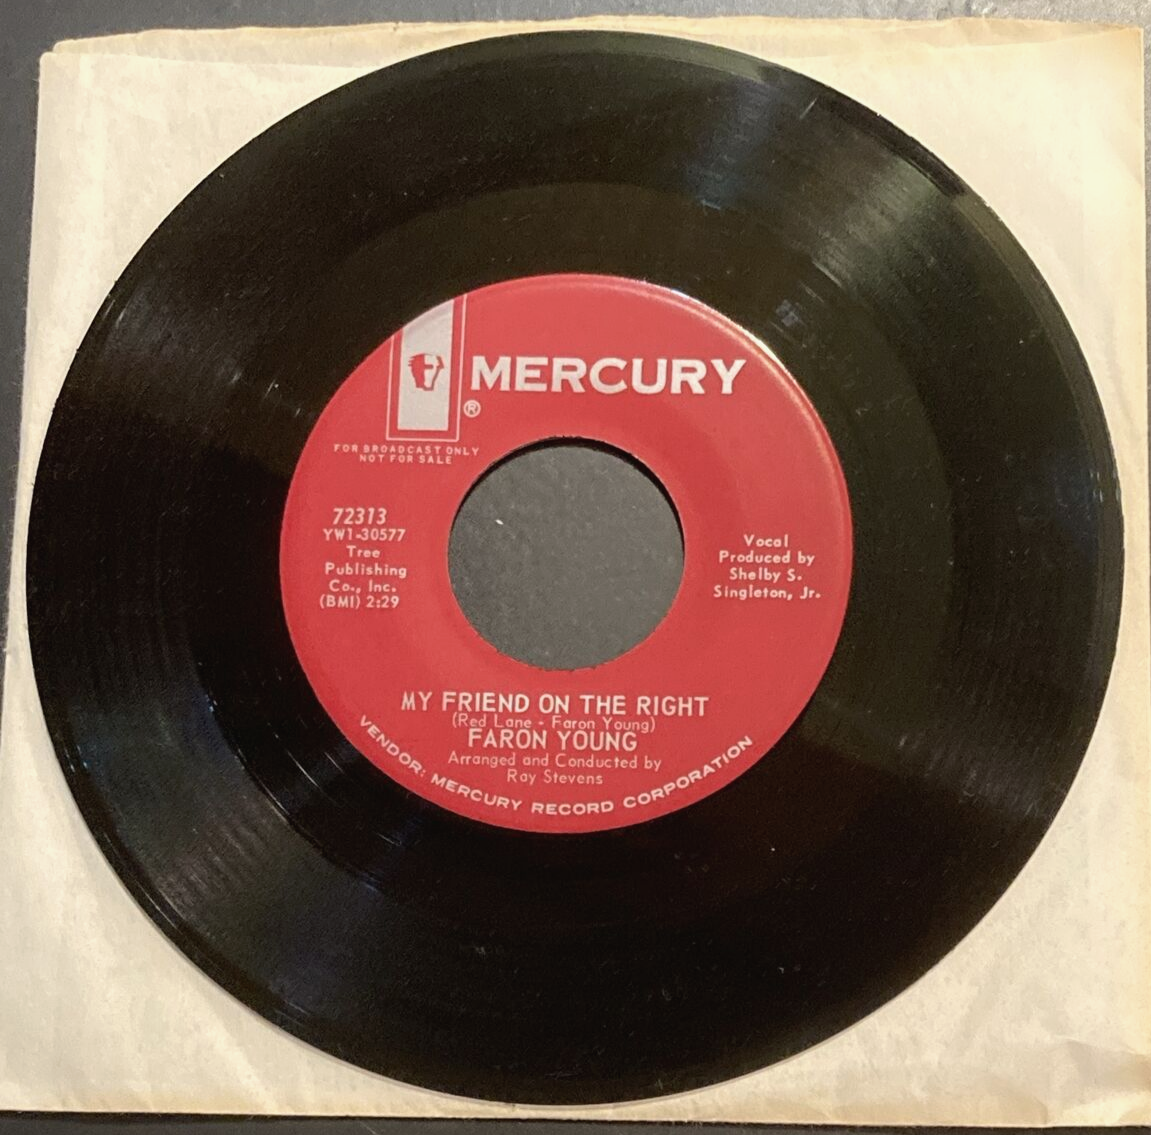 MERCURY
®
FOR BROADCAST ONLY
NOT FOR SALE
72313
YW1-30577
Tree
Publishing
Co., Inc.
(BMI) 2:29
Vocal
Produced by
Shelby S.
Singleton, Jr.
MY FRIEND ON THE RIGHT
(Red Lane - Faron Young)
FARON YOUNG
Arranged and Conducted by
Ray Stevens
VENDOR: MERCURY RECORD CORPORATION